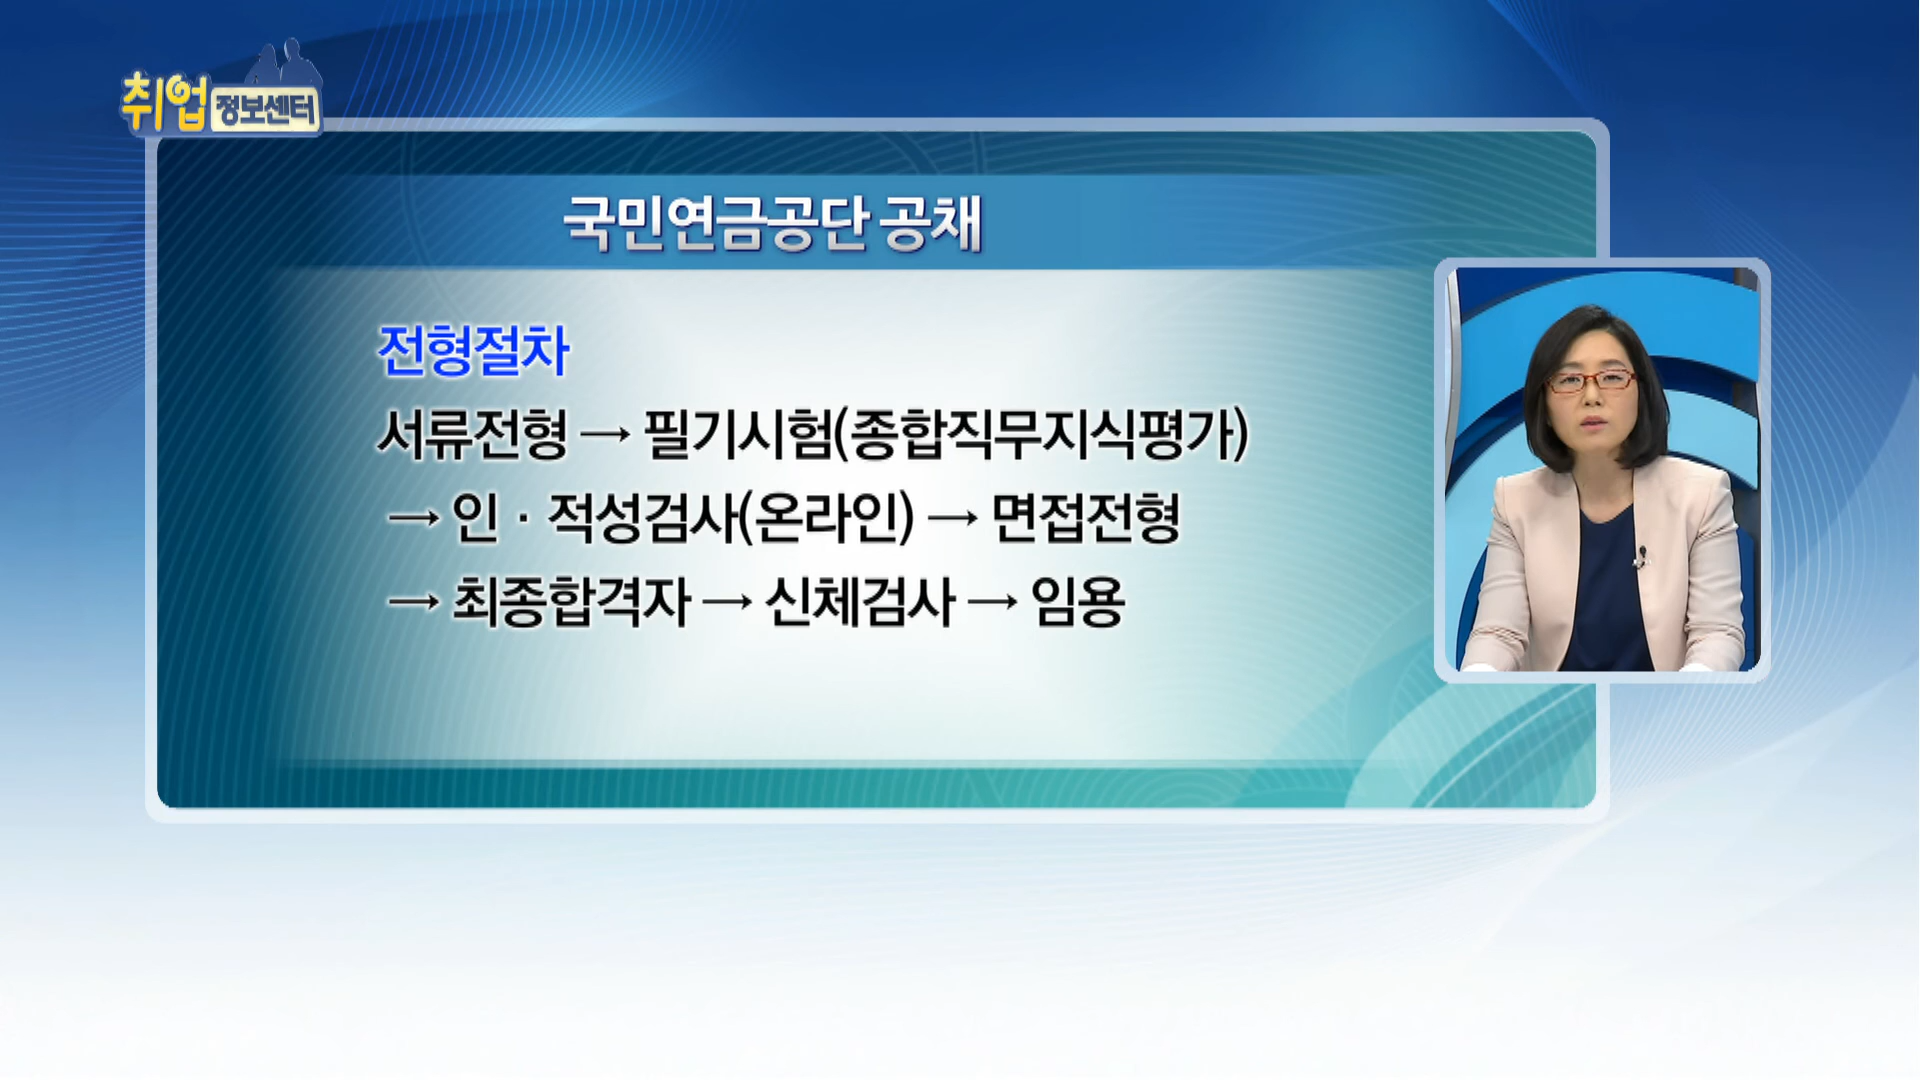 취업 정보센터
국민연금공단 공채
전형절차
서류전형 → 필기시험(종합직무지식평가)
→ 인 · 적성검사(온라인) → 면접전형
→ 최종합격자 → 신체검사 → 임용